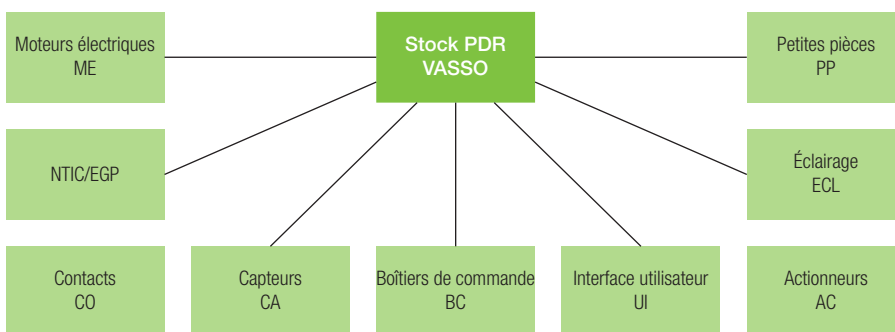 Moteurs électriques
ME
Stock PDR
VASSO
Petites pièces
PP
NTIC/EGP
Éclairage
ECL
Contacts
CO
Capteurs
CA
Boîtiers de commande
BC
Interface utilisateur
UI
Actionneurs
AC